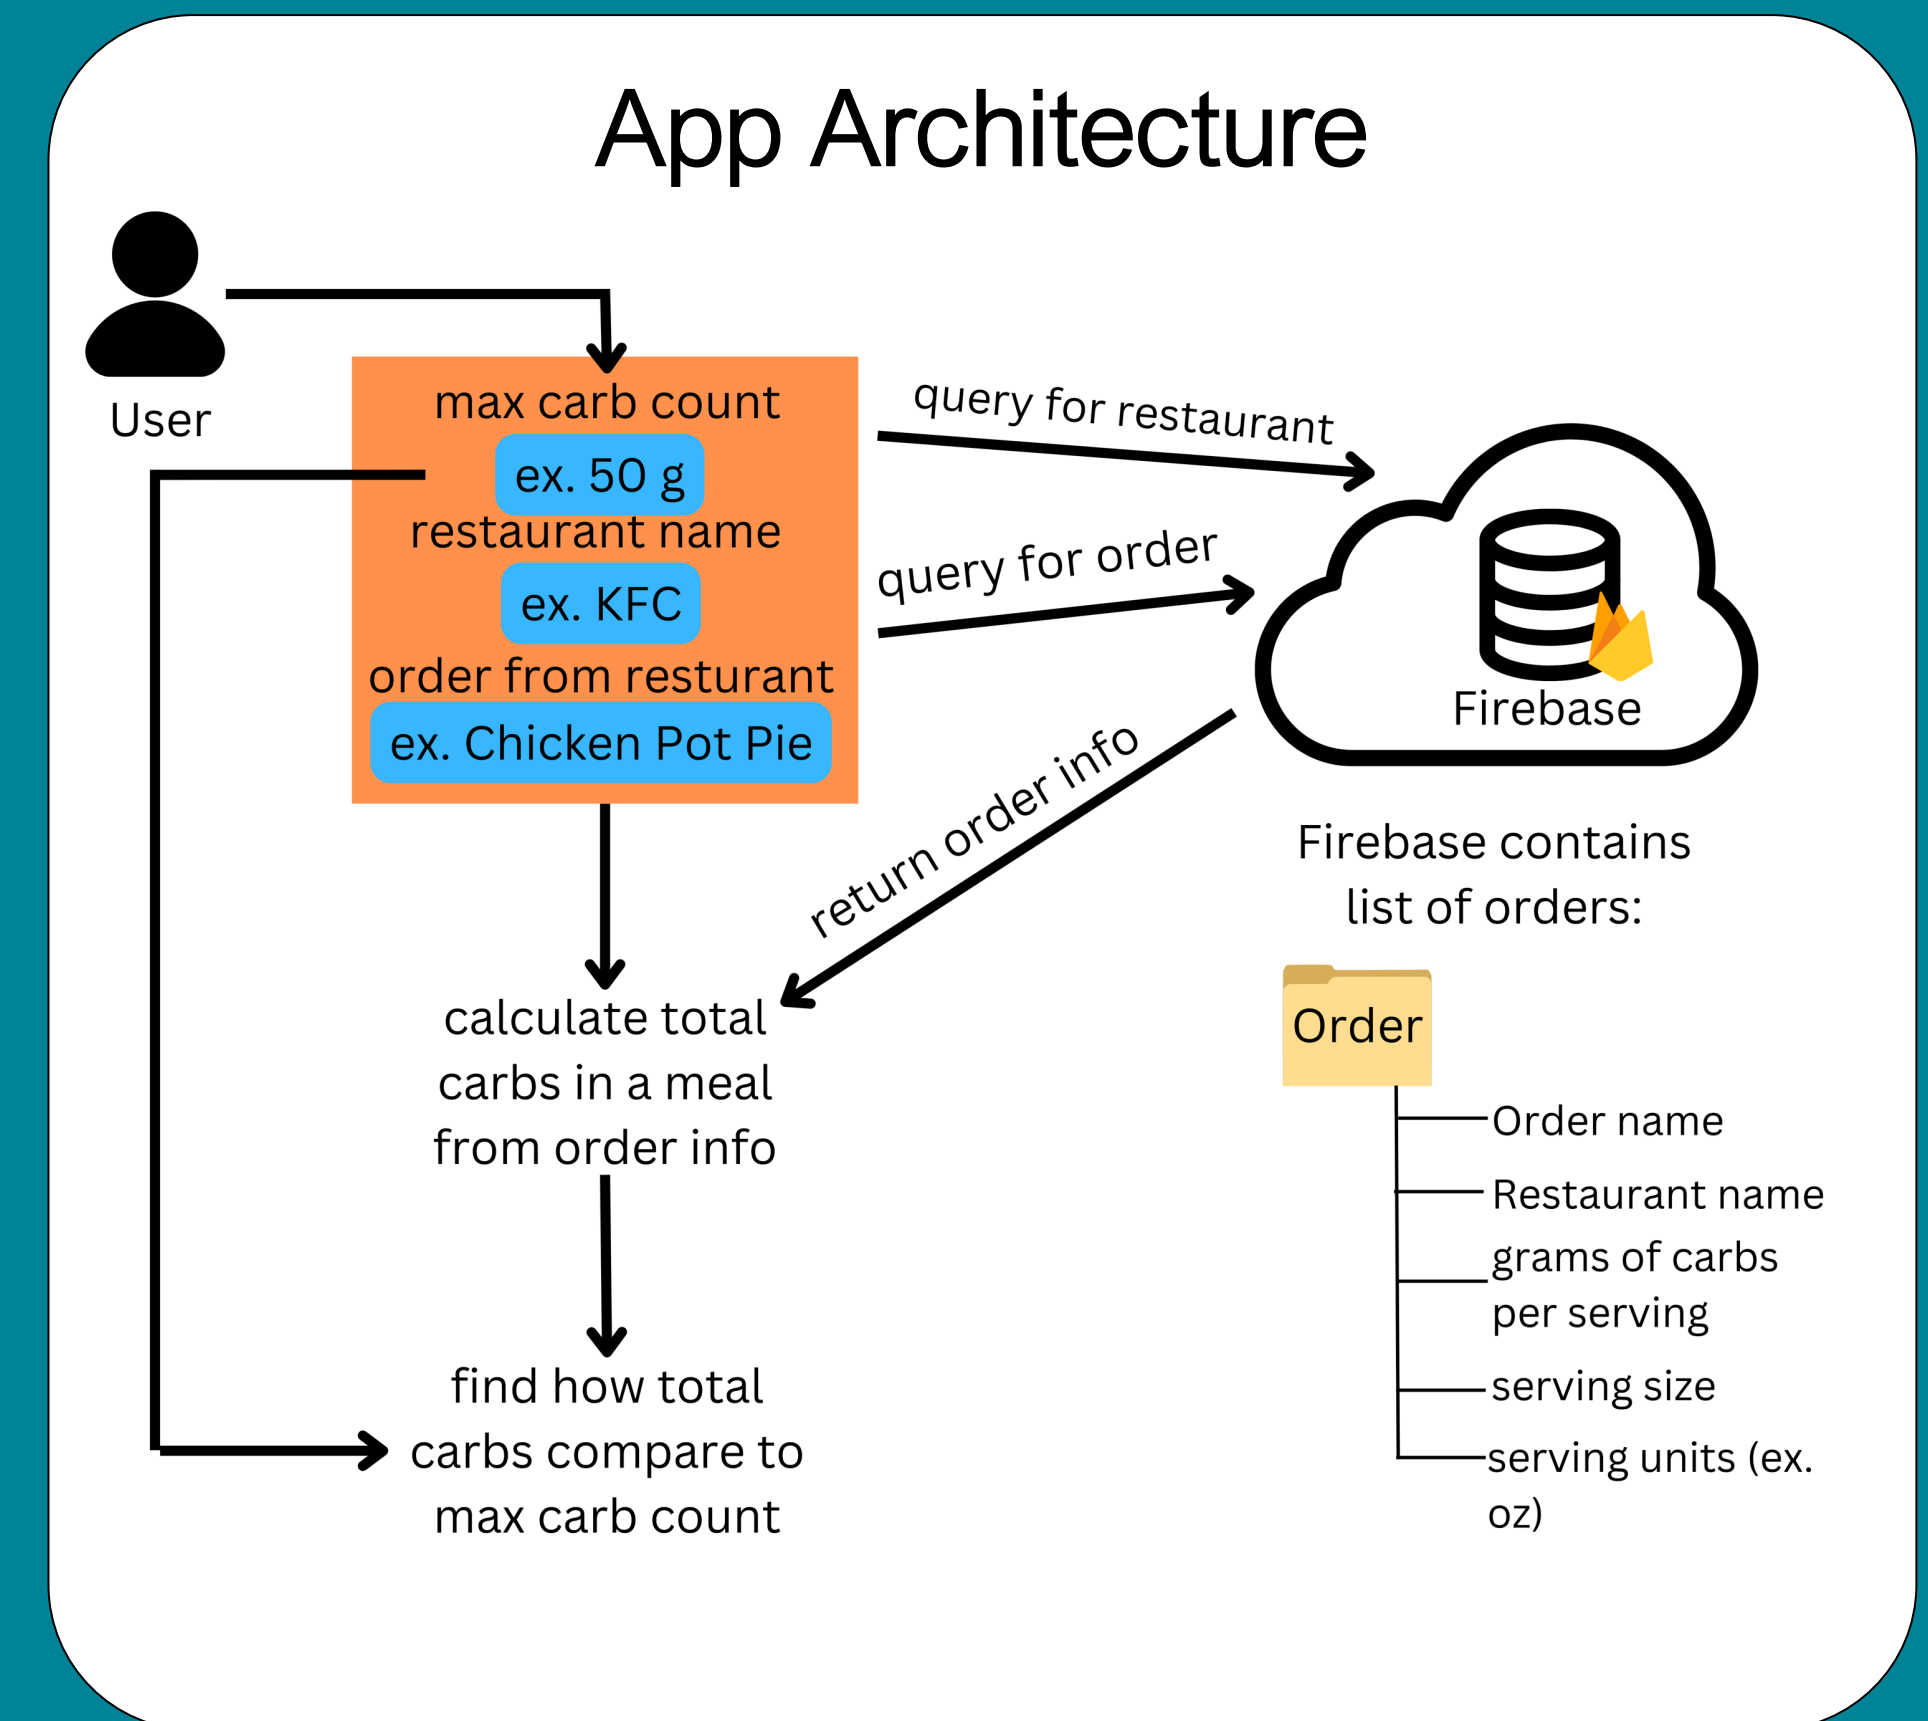 App Architecture
User
max carb count
ex. 50 g
restaurant name
ex. KFC
order from resturant
ex. Chicken Pot Pie
query for restaurant
query for order
return order info
Firebase
Firebase contains
list of orders:
Order
Order name
Restaurant name
grams of carbs
per serving
serving size
serving units (ex.
oz)
calculate total
carbs in a meal
from order info
find how total
carbs compare to
max carb count